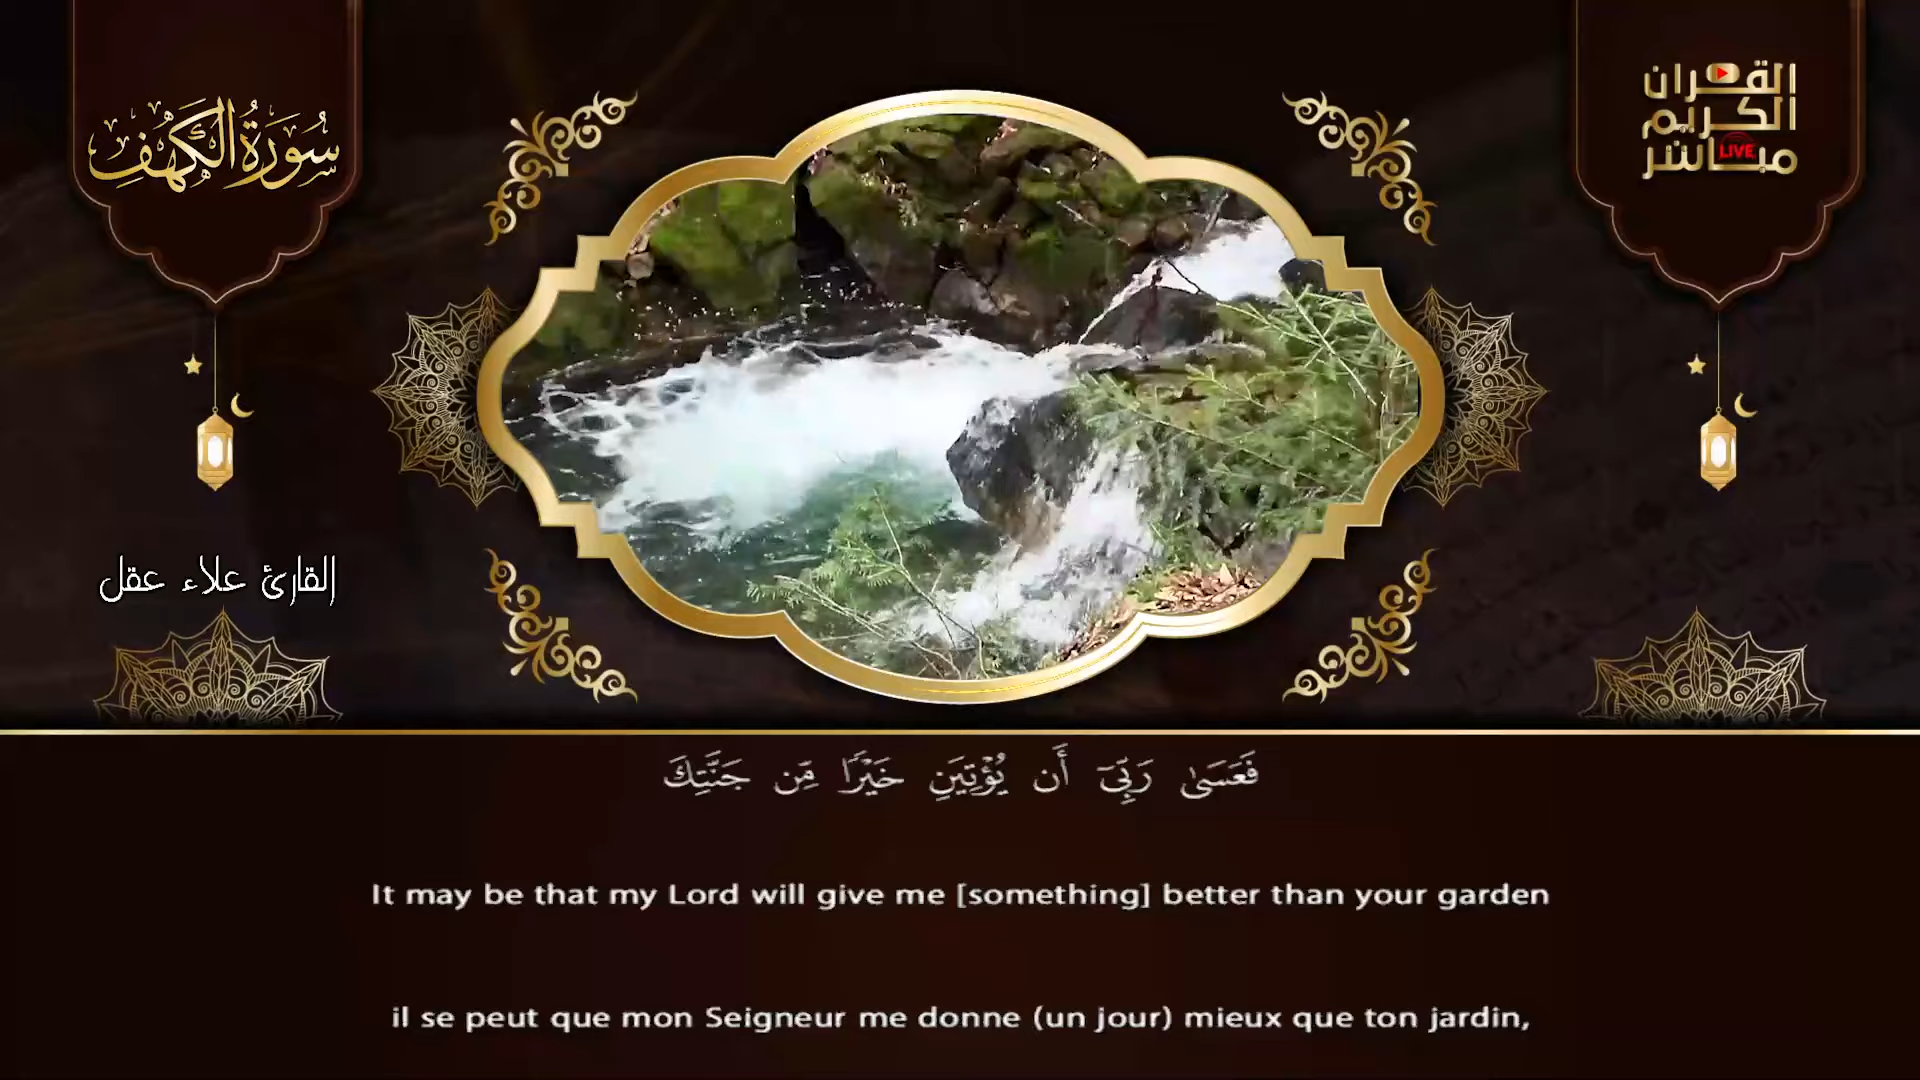 سُورَةُ الْكَهْفِ
القرآن
الكريم
مباشر
LIVE
القارئ علاء عقل
فَعَسَىٰ رَبِّىٓ أَن يُؤْتِيَنِ خَيْرًا مِّن جَنَّتِكَ
It may be that my Lord will give me [something] better than your garden
il se peut que mon Seigneur me donne (un jour) mieux que ton jardin,